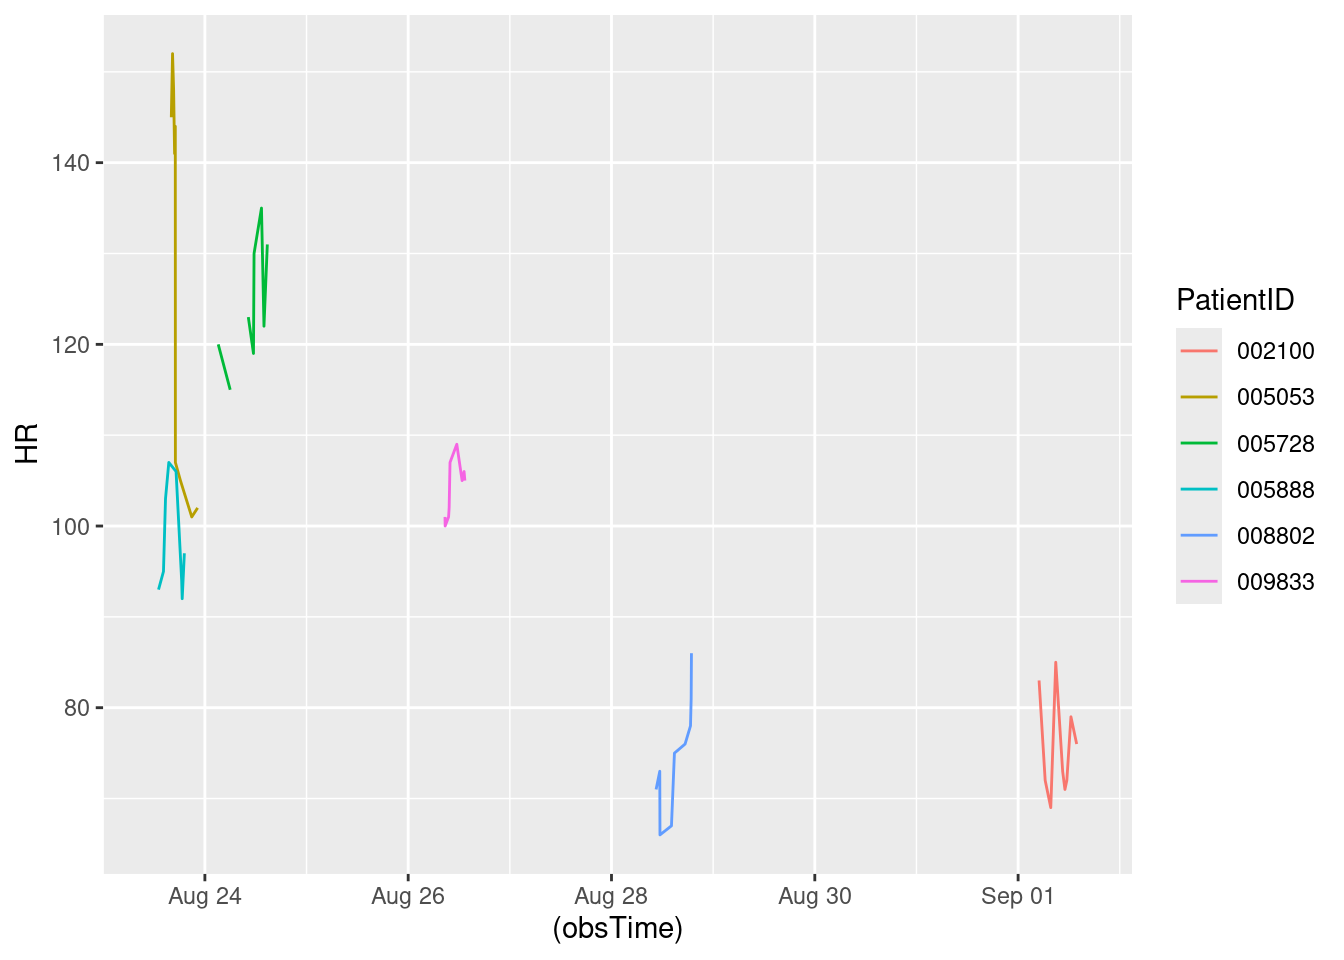 140
120
100
80
HR
Aug 24
Aug 26
Aug 28
Aug 30
Sep 01
(obsTime)
PatientID
002100
005053
005728
005888
008802
009833